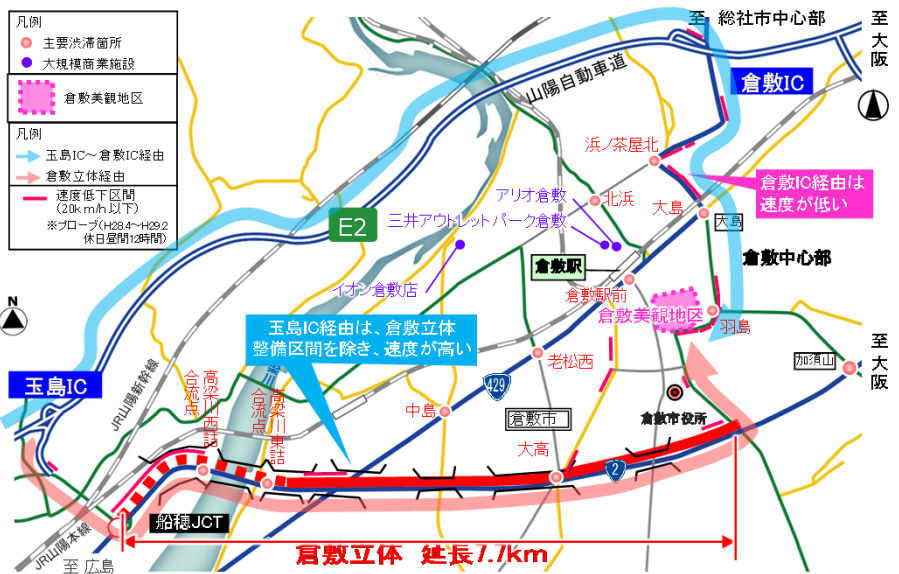 凡例
主要渋滞箇所
大規模商業施設
倉敷美観地区
凡例
玉島IC～倉敷IC経由
倉敷立体経由
速度低下区間
(20km/h以下)
※プローブ(H28.4～H29.2
休日昼間12時間)
至 総社市中心部
至大阪
山陽自動車道
倉敷IC
浜ノ茶屋北
倉敷IC経由は
速度が低い
アリオ倉敷
北浜
三井アウトレットパーク倉敷
大島
大島
E2
倉敷中心部
倉敷駅
イオン倉敷店
倉敷駅前
倉敷美観地区
羽島
N
玉島IC経由は、倉敷立体
整備区間を除き、速度が高い
至大阪
老松西
加須山
玉島IC
JR山陽新幹線
高梁川西詰
合流点
高梁川東詰
合流点
429
中島
倉敷市
倉敷市役所
大高
2
船穂JCT
JR山陽本線
至 広島
倉敷立体 延長7.7km